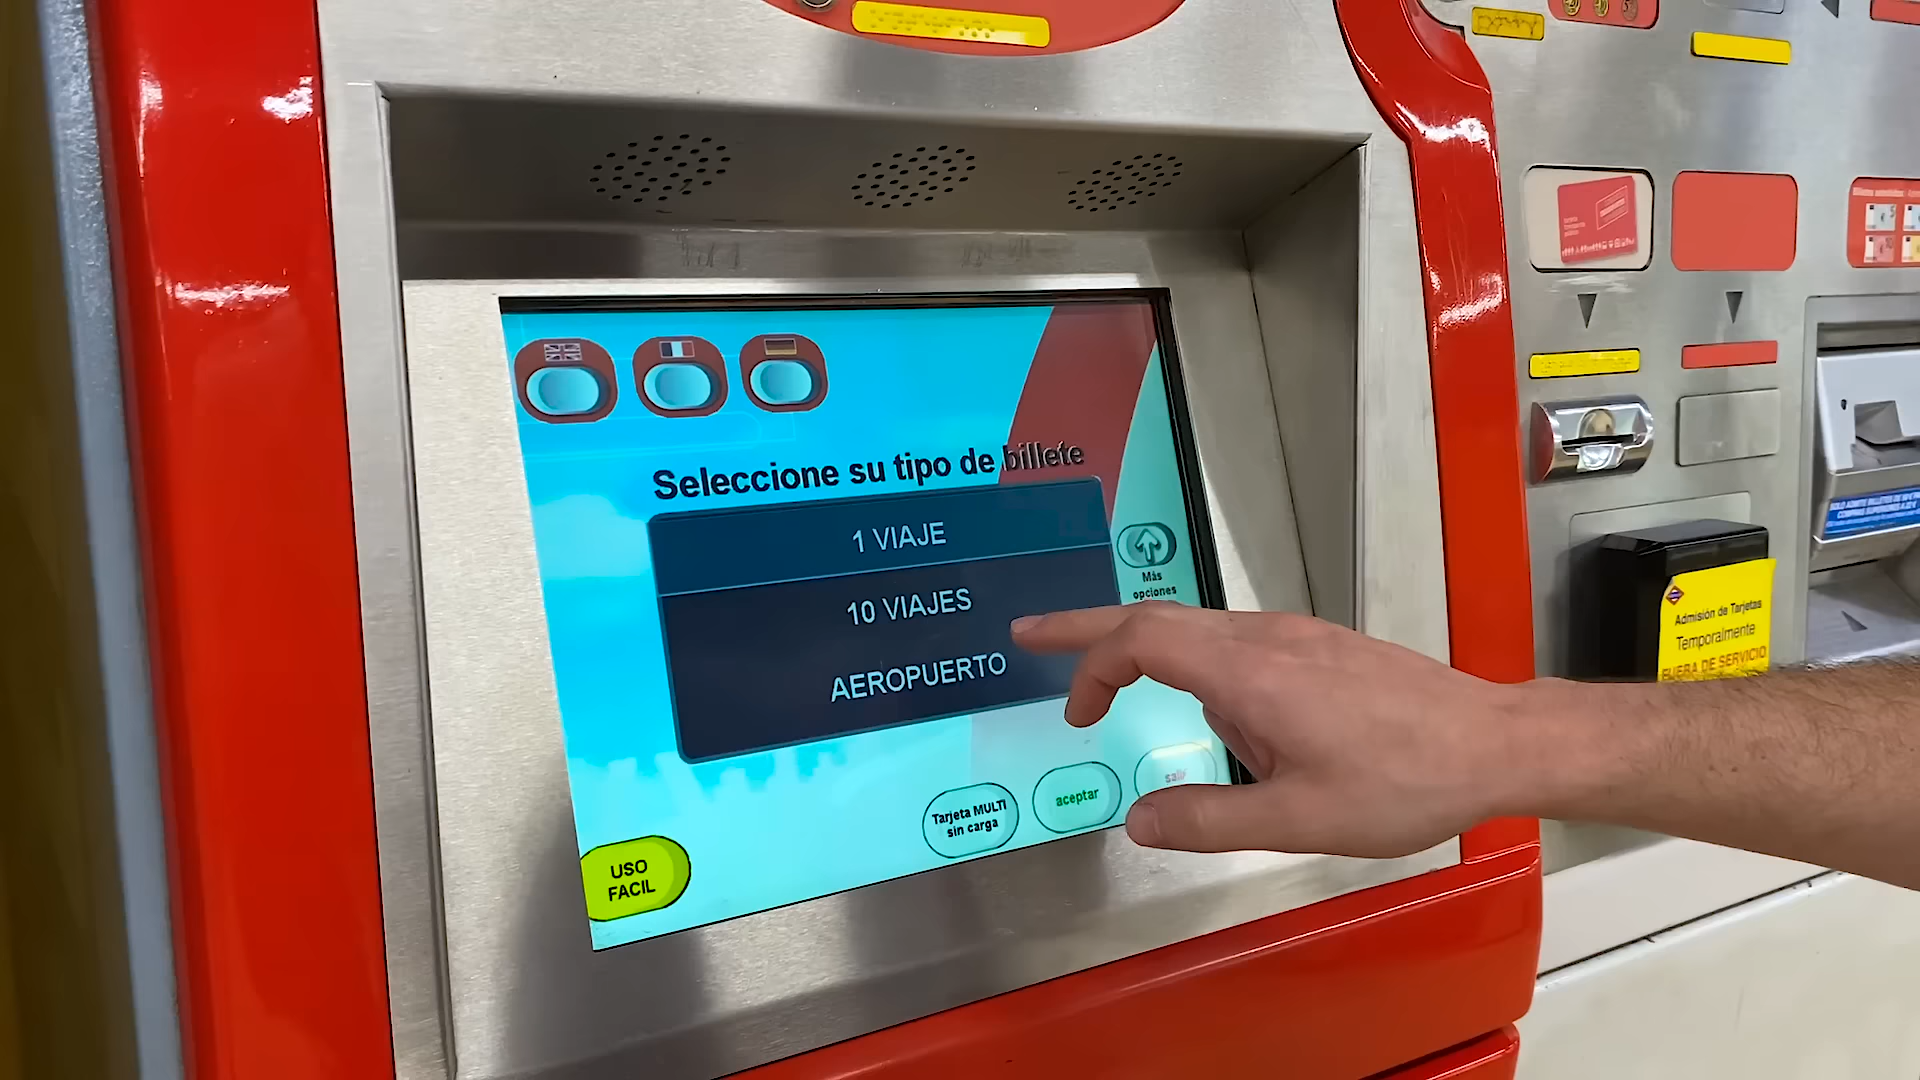 Seleccione su tipo de billete
1 VIAJE
10 VIAJES
AEROPUERTO
Más
opciones
Tarjeta MULTI
sin carga
aceptar
salir
USO
FACIL
Admisión de Tarjetas
Temporalmente
FUERA DE SERVICIO